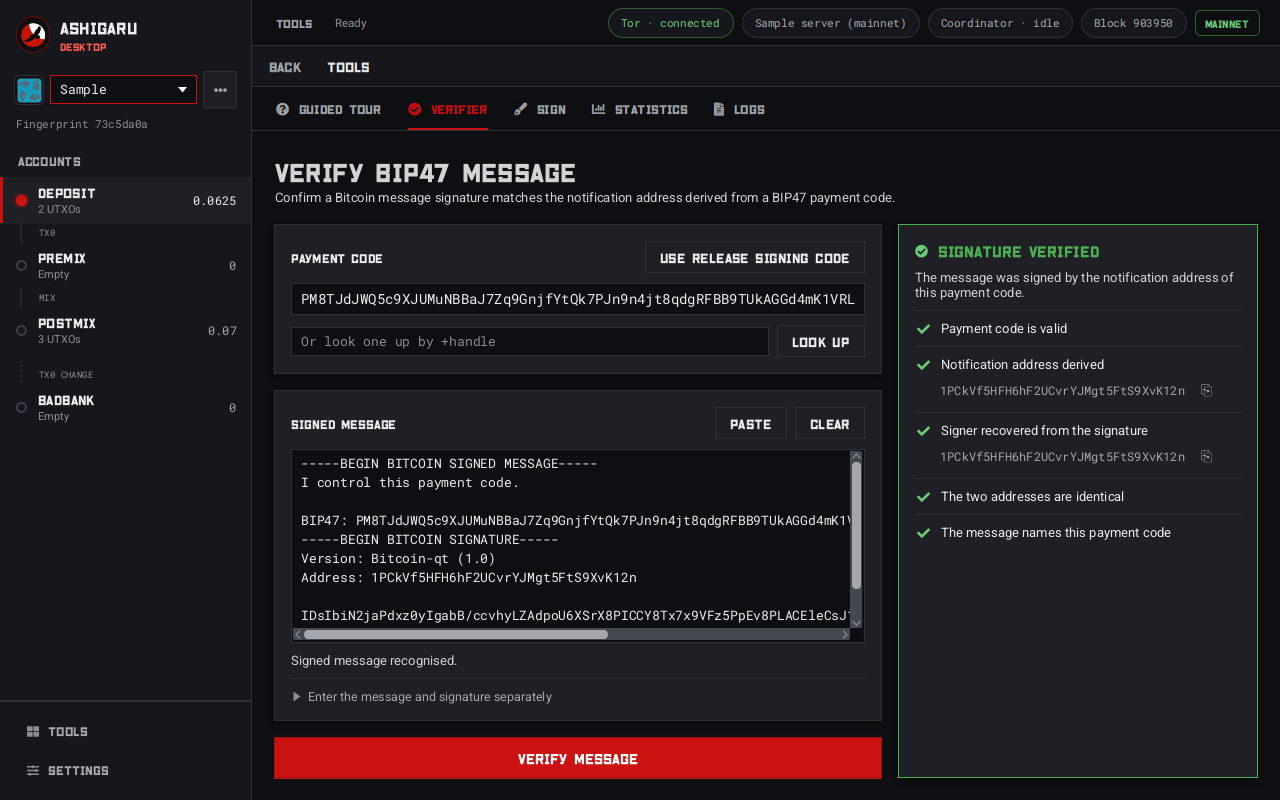 ASHIGARU
DESKTOP
Sample
Fingerprint 73c5da0a
ACCOUNTS
DEPOSIT
2 UTXOs
0.0625
TX0
PREMIX
Empty
0
MIX
POSTMIX
3 UTXOs
0.07
TX0 CHANGE
BADBANK
Empty
0
TOOLS
SETTINGS
TOOLS
Ready
Tor · connected
Sample server (mainnet)
Coordinator · idle
Block 903950
MAINNET
BACK
TOOLS
GUIDED TOUR
VERIFIER
SIGN
STATISTICS
LOGS
VERIFY BIP47 MESSAGE
Confirm a Bitcoin message signature matches the notification address derived from a BIP47 payment code.
PAYMENT CODE
USE RELEASE SIGNING CODE
PM8TJdJWQ5c9XJUMuNBBaJ7Zq9GnjfYtQk7PJn9n4jt8qdgRFBB9TUkAGGd4mK1VRL
Or look one up by +handle
LOOK UP
SIGNED MESSAGE
PASTE
CLEAR
-----BEGIN BITCOIN SIGNED MESSAGE-----
I control this payment code.
BIP47: PM8TJdJWQ5c9XJUMuNBBaJ7Zq9GnjfYtQk7PJn9n4jt8qdgRFBB9TUkAGGd4mK1V
-----BEGIN BITCOIN SIGNATURE-----
Version: Bitcoin-qt (1.0)
Address: 1PCkVf5HFH6hF2UCvrYJMgt5FtS9XvK12n
IDsIbiN2jaPdxz0yIgabB/ccvhyLZAdpoU6XSrX8PICCY8Tx7x9VFz5PpEv8PLACEleCsJ
Signed message recognised.
Enter the message and signature separately
VERIFY MESSAGE
SIGNATURE VERIFIED
The message was signed by the notification address of
this payment code.
Payment code is valid
Notification address derived
1PCkVf5HFH6hF2UCvrYJMgt5FtS9XvK12n
Signer recovered from the signature
1PCkVf5HFH6hF2UCvrYJMgt5FtS9XvK12n
The two addresses are identical
The message names this payment code